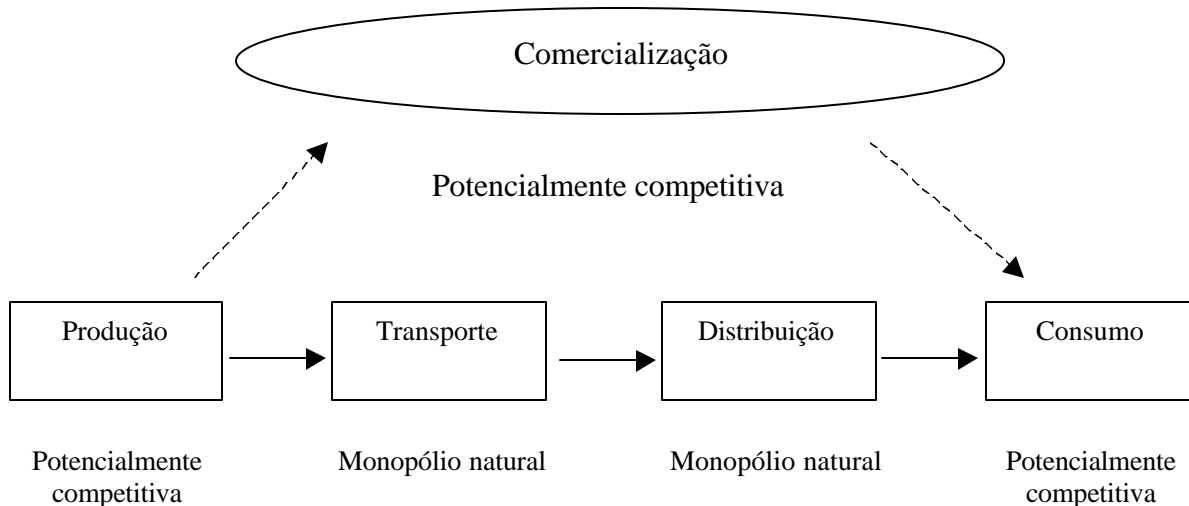 Comercialização
Potencialmente competitiva
Produção
Transporte
Distribuição
Consumo
Potencialmente
competitiva
Monopólio natural
Monopólio natural
Potencialmente
competitiva